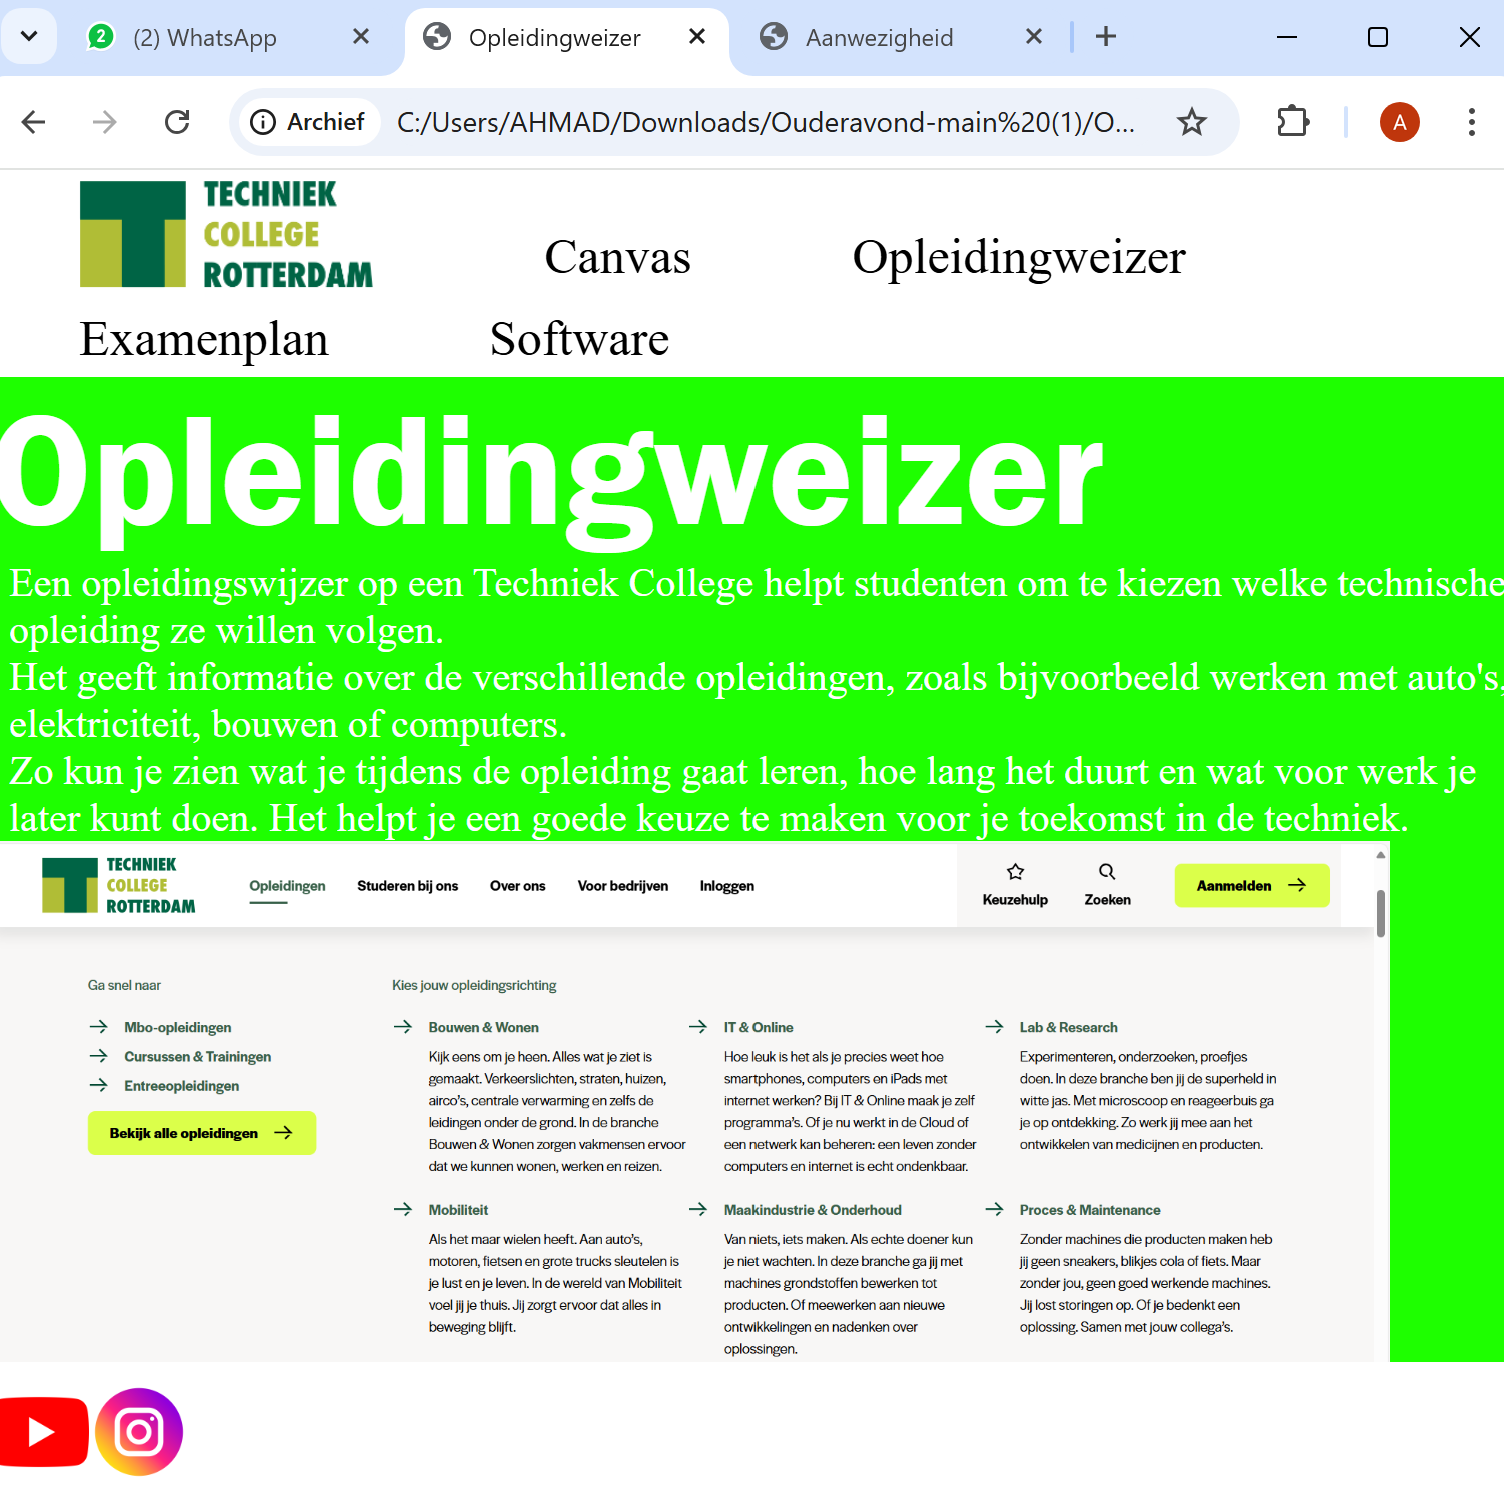 2 (2) WhatsApp Opleidingweizer Aanwezigheid
Archief C:/Users/AHMAD/Downloads/Ouderavond-main%20(1)/O... A
TECHNIEK
COLLEGE
ROTTERDAM
Canvas Opleidingweizer
Examenplan Software
Opleidingweizer
Een opleidingswijzer op een Techniek College helpt studenten om te kiezen welke technische
opleiding ze willen volgen.
Het geeft informatie over de verschillende opleidingen, zoals bijvoorbeeld werken met auto's,
elektriciteit, bouwen of computers.
Zo kun je zien wat je tijdens de opleiding gaat leren, hoe lang het duurt en wat voor werk je
later kunt doen. Het helpt je een goede keuze te maken voor je toekomst in de techniek.
TECHNIEK
COLLEGE
ROTTERDAM
Opleidingen Studeren bij ons Over ons Voor bedrijven Inloggen
Keuzehulp Zoeken Aanmelden
Ga snel naar
Mbo-opleidingen
Cursussen & Trainingen
Entreeopleidingen
Bekijk alle opleidingen
Kies jouw opleidingsrichting
Bouwen & Wonen
Kijk eens om je heen. Alles wat je ziet is
gemaakt. Verkeerslichten, straten, huizen,
airco's, centrale verwarming en zelfs de
leidingen onder de grond. In de branche
Bouwen & Wonen zorgen vakmensen ervoor
dat we kunnen wonen, werken en reizen.
IT & Online
Hoe leuk is het als je precies weet hoe
smartphones, computers en iPads met
internet werken? Bij IT & Online maak je zelf
programma's. Of je nu werkt in de Cloud of
een netwerk kan beheren: een leven zonder
computers en internet is echt ondenkbaar.
Lab & Research
Experimenteren, onderzoeken, proefjes
doen. In deze branche ben jij de superheld in
witte jas. Met microscoop en reageerbuis ga
je op ontdekking. Zo werk jij mee aan het
ontwikkelen van medicijnen en producten.
Mobiliteit
Als het maar wielen heeft. Aan auto's,
motoren, fietsen en grote trucks sleutelen is
je lust en je leven. In de wereld van Mobiliteit
voel jij je thuis. Jij zorgt ervoor dat alles in
beweging blijft.
Maakindustrie & Onderhoud
Van niets, iets maken. Als echte doener kun
je niet wachten. In deze branche ga jij met
machines grondstoffen bewerken tot
producten. Of meewerken aan nieuwe
ontwikkelingen en nadenken over
oplossingen.
Proces & Maintenance
Zonder machines die producten maken heb
jij geen sneakers, blikjes cola of fiets. Maar
zonder jou, geen goed werkende machines.
Jij lost storingen op. Of je bedenkt een
oplossing. Samen met jouw collega's.